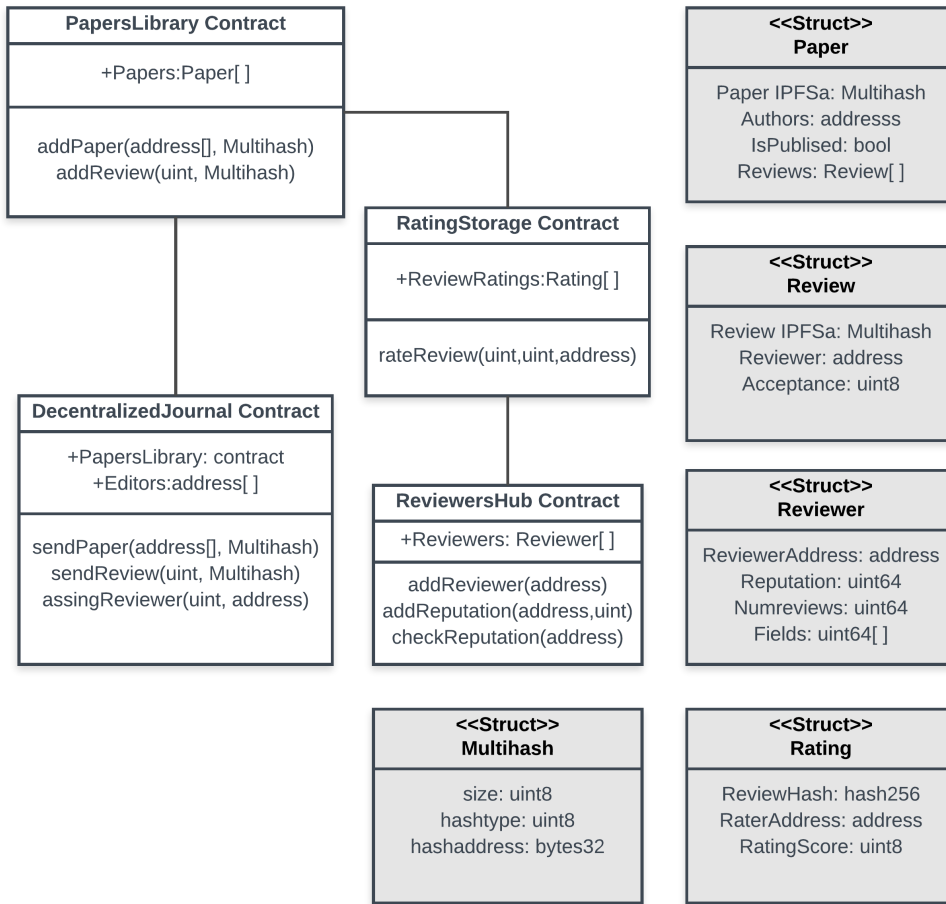 PapersLibrary Contract
+Papers:Paper[ ]
addPaper(address[], Multihash)
addReview(uint, Multihash)
<<Struct>>
Paper
Paper IPFSa: Multihash
Authors: addresss
IsPublised: bool
Reviews: Review[ ]
RatingStorage Contract
+ReviewRatings:Rating[ ]
rateReview(uint,uint,address)
<<Struct>>
Review
Review IPFSa: Multihash
Reviewer: address
Acceptance: uint8
DecentralizedJournal Contract
+PapersLibrary: contract
+Editors:address[ ]
sendPaper(address[], Multihash)
sendReview(uint, Multihash)
assingReviewer(uint, address)
ReviewersHub Contract
+Reviewers: Reviewer[ ]
addReviewer(address)
addReputation(address,uint)
checkReputation(address)
<<Struct>>
Reviewer
ReviewerAddress: address
Reputation: uint64
Numreviews: uint64
Fields: uint64[ ]
<<Struct>>
Multihash
size: uint8
hashtype: uint8
hashaddress: bytes32
<<Struct>>
Rating
ReviewHash: hash256
RaterAddress: address
RatingScore: uint8